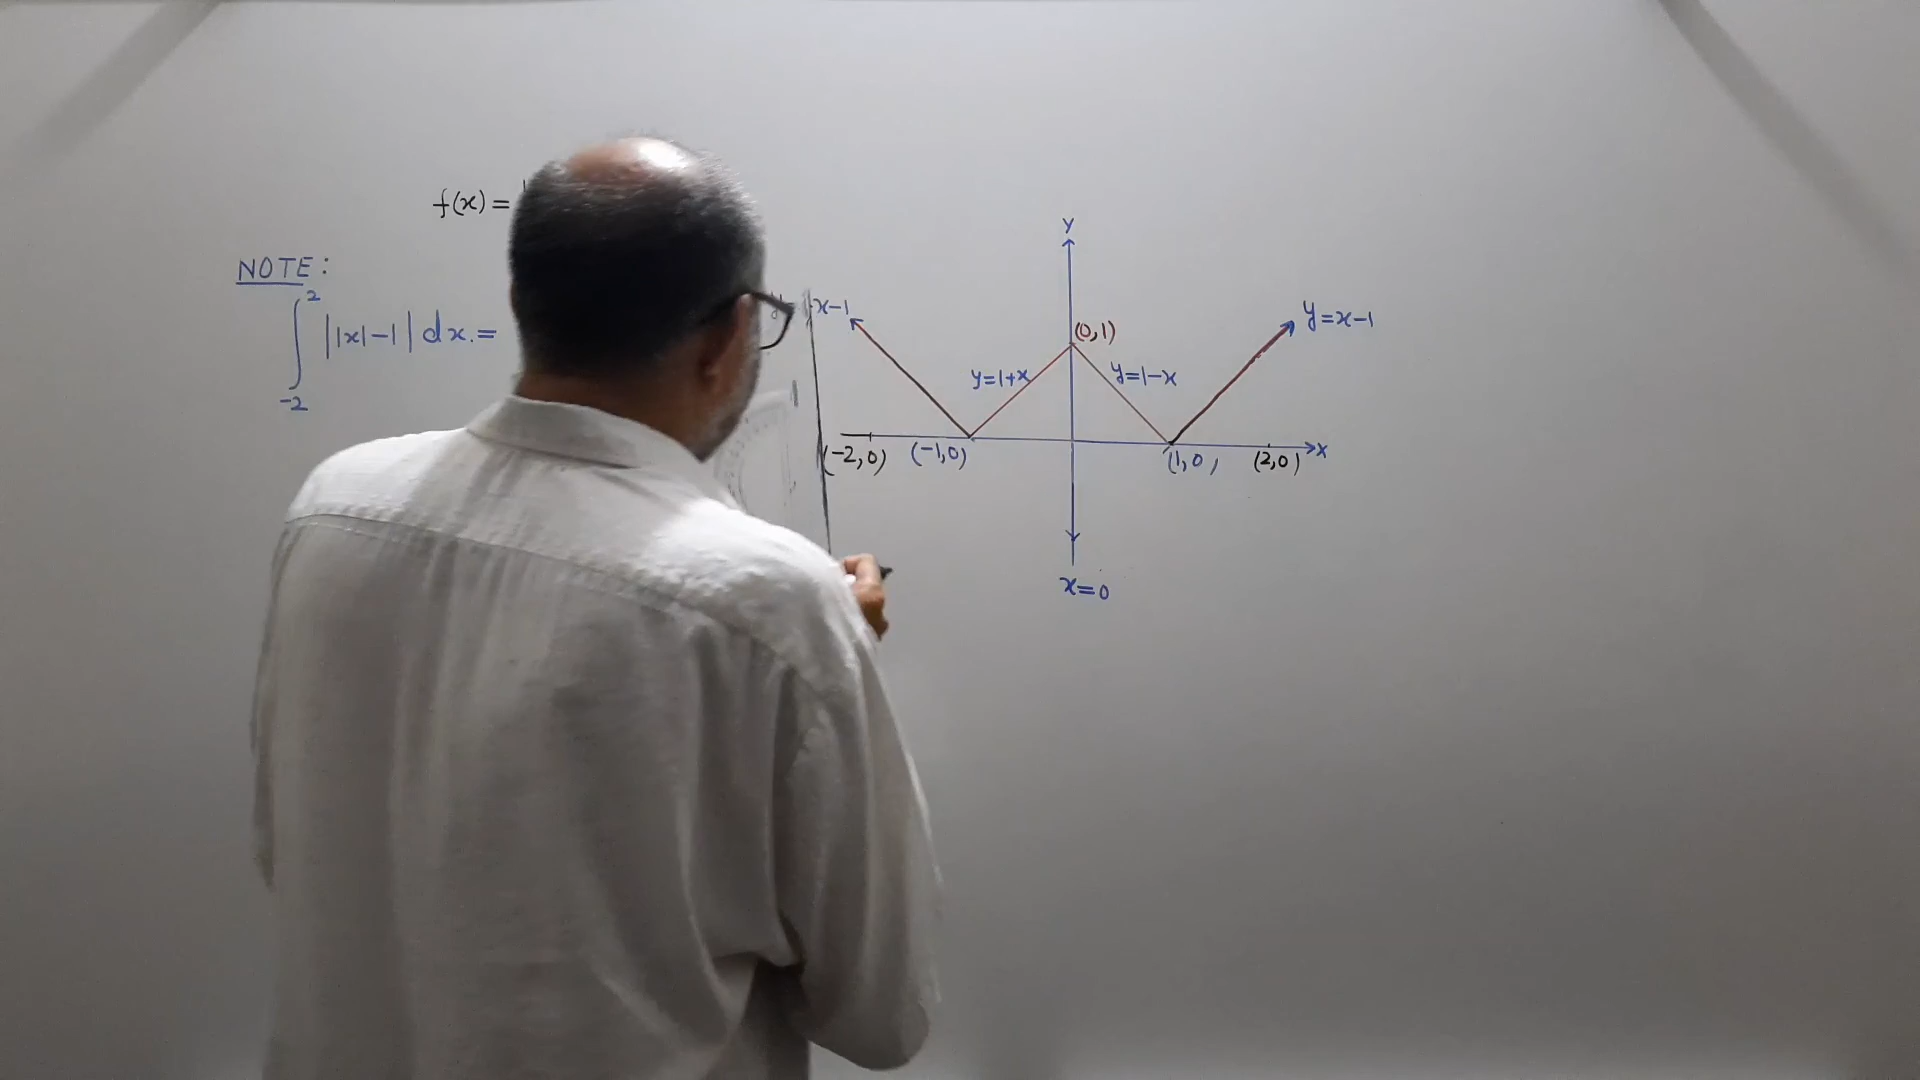 f(x) =
NOTE:
∫_{-2}^{2} ||x|-1| dx. =
-x-1
Y
y=x-1
(0,1)
y=1+x
y=1-x
(-2,0)
(-1,0)
(1,0)
(2,0)
x
x=0